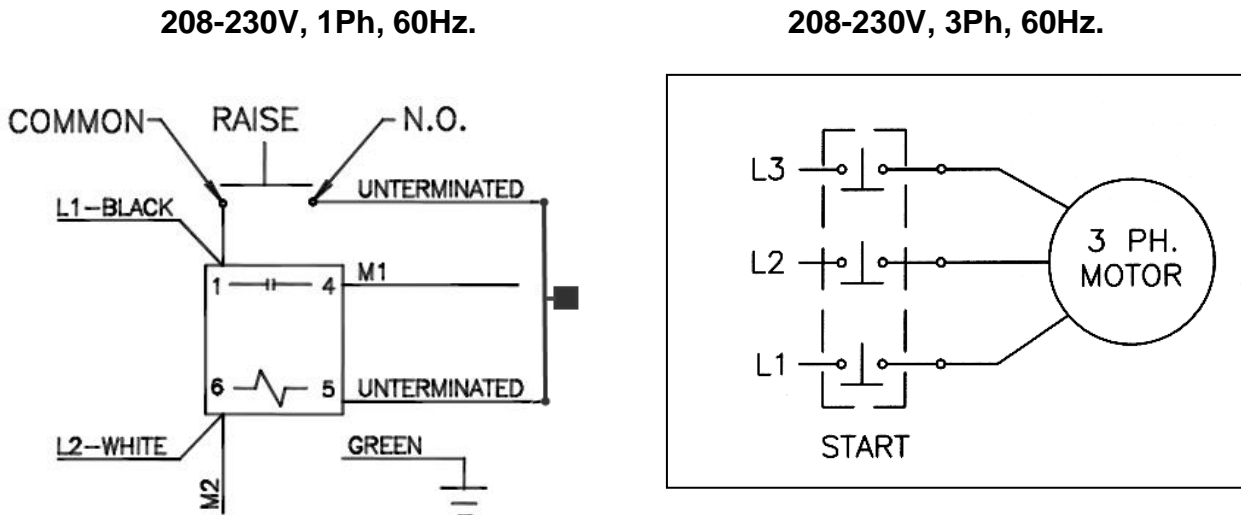 208-230V, 1Ph, 60Hz.
COMMON RAISE N.O.
UNTERMINATED
L1-BLACK
1 4 M1
6 5 UNTERMINATED
L2-WHITE GREEN
M2
208-230V, 3Ph, 60Hz.
L3
L2
3 PH.
MOTOR
L1
START